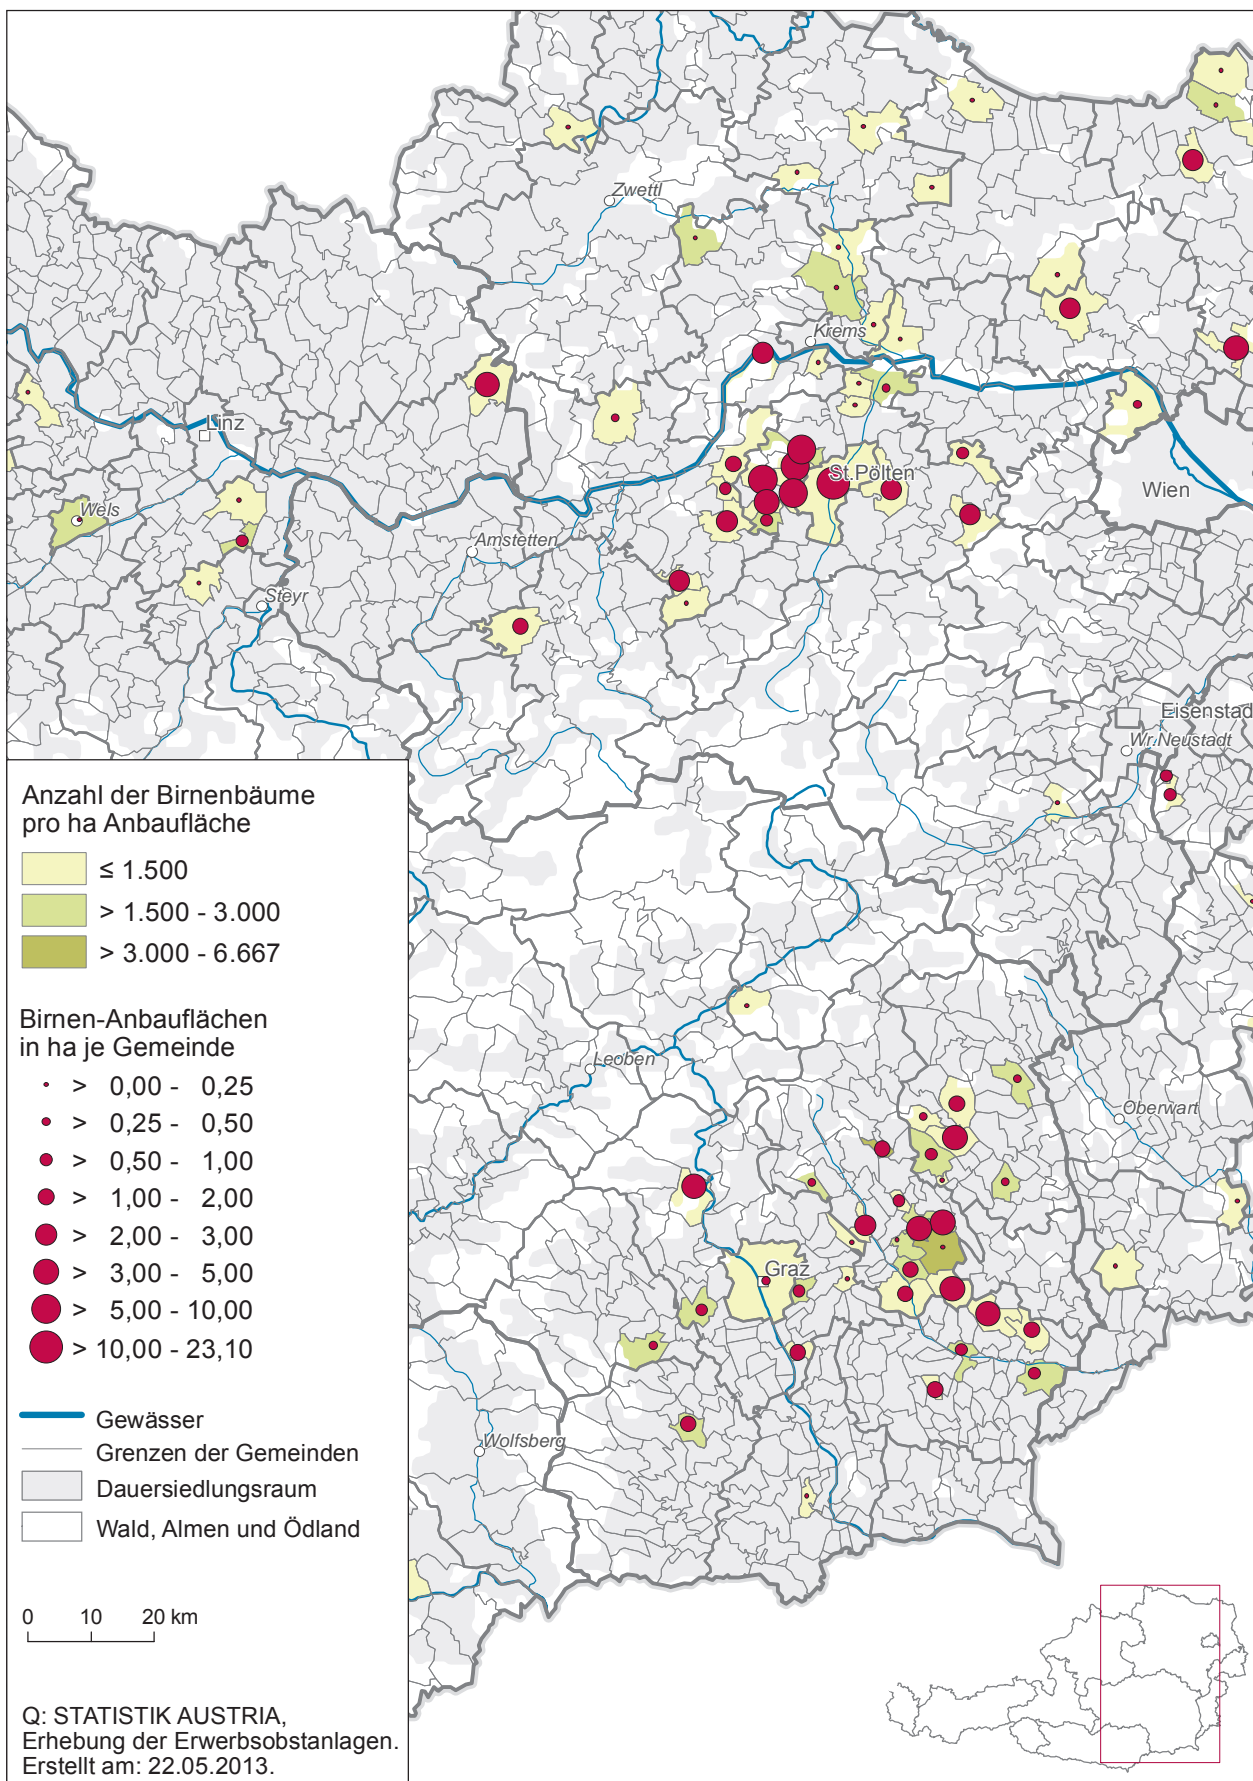 Zwettl
Krems
Linz
St.Pölten
Wien
Wels
Amstetten
Steyr
Eisenstad
Wr.Neustadt
Leoben
Oberwart
Graz
Wolfsberg
Anzahl der Birnenbäume
pro ha Anbaufläche
≤ 1.500
> 1.500 - 3.000
> 3.000 - 6.667
Birnen-Anbauflächen
in ha je Gemeinde
> 0,00 - 0,25
> 0,25 - 0,50
> 0,50 - 1,00
> 1,00 - 2,00
> 2,00 - 3,00
> 3,00 - 5,00
> 5,00 - 10,00
> 10,00 - 23,10
Gewässer
Grenzen der Gemeinden
Dauersiedlungsraum
Wald, Almen und Ödland
0 10 20 km
Q: STATISTIK AUSTRIA,
Erhebung der Erwerbsobstanlagen.
Erstellt am: 22.05.2013.